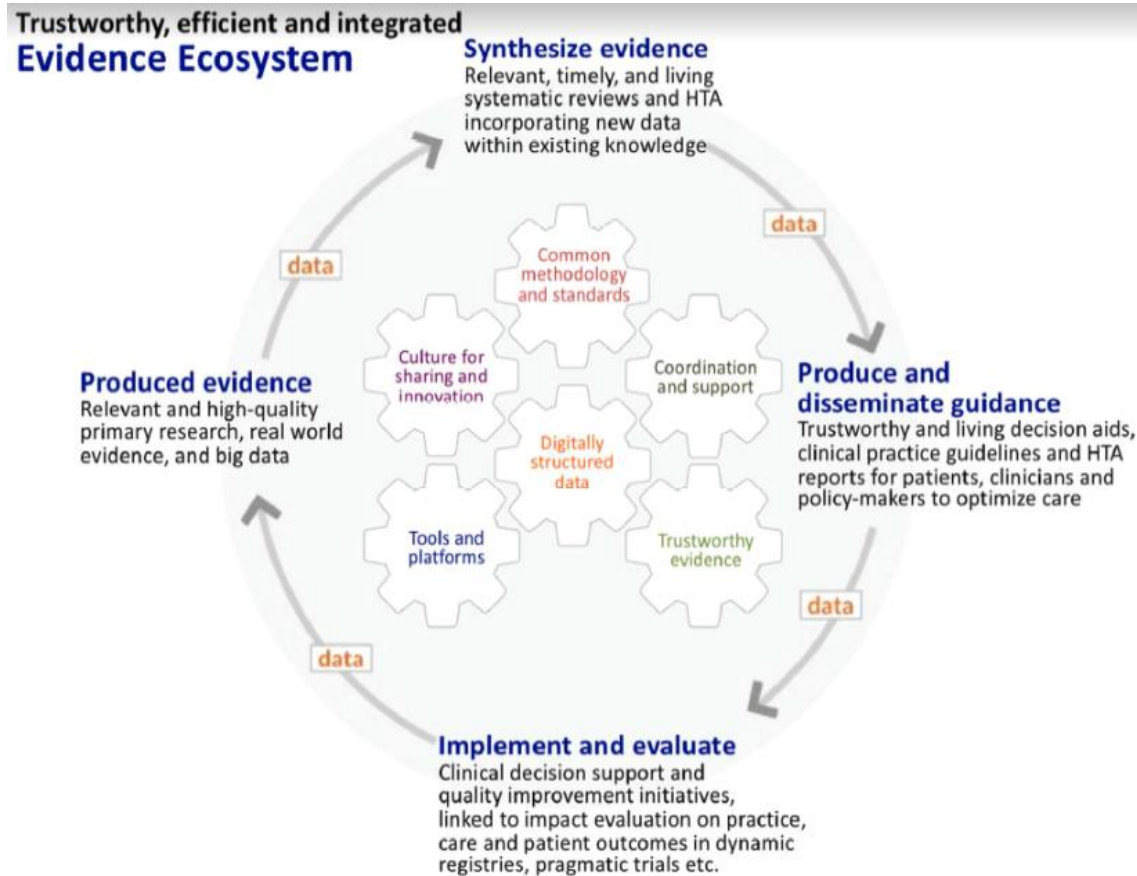 Trustworthy, efficient and integrated
Evidence Ecosystem
Synthesize evidence
Relevant, timely, and living
systematic reviews and HTA
incorporating new data
within existing knowledge
data
data
Common
methodology
and standards
Culture for
sharing and
innovation
Coordination
and support
Digitally
structured
data
Tools and
platforms
Trustworthy
evidence
Produced evidence
Relevant and high-quality
primary research, real world
evidence, and big data
Produce and
disseminate guidance
Trustworthy and living decision aids,
clinical practice guidelines and HTA
reports for patients, clinicians and
policy-makers to optimize care
data
data
Implement and evaluate
Clinical decision support and
quality improvement initiatives,
linked to impact evaluation on practice,
care and patient outcomes in dynamic
registries, pragmatic trials etc.